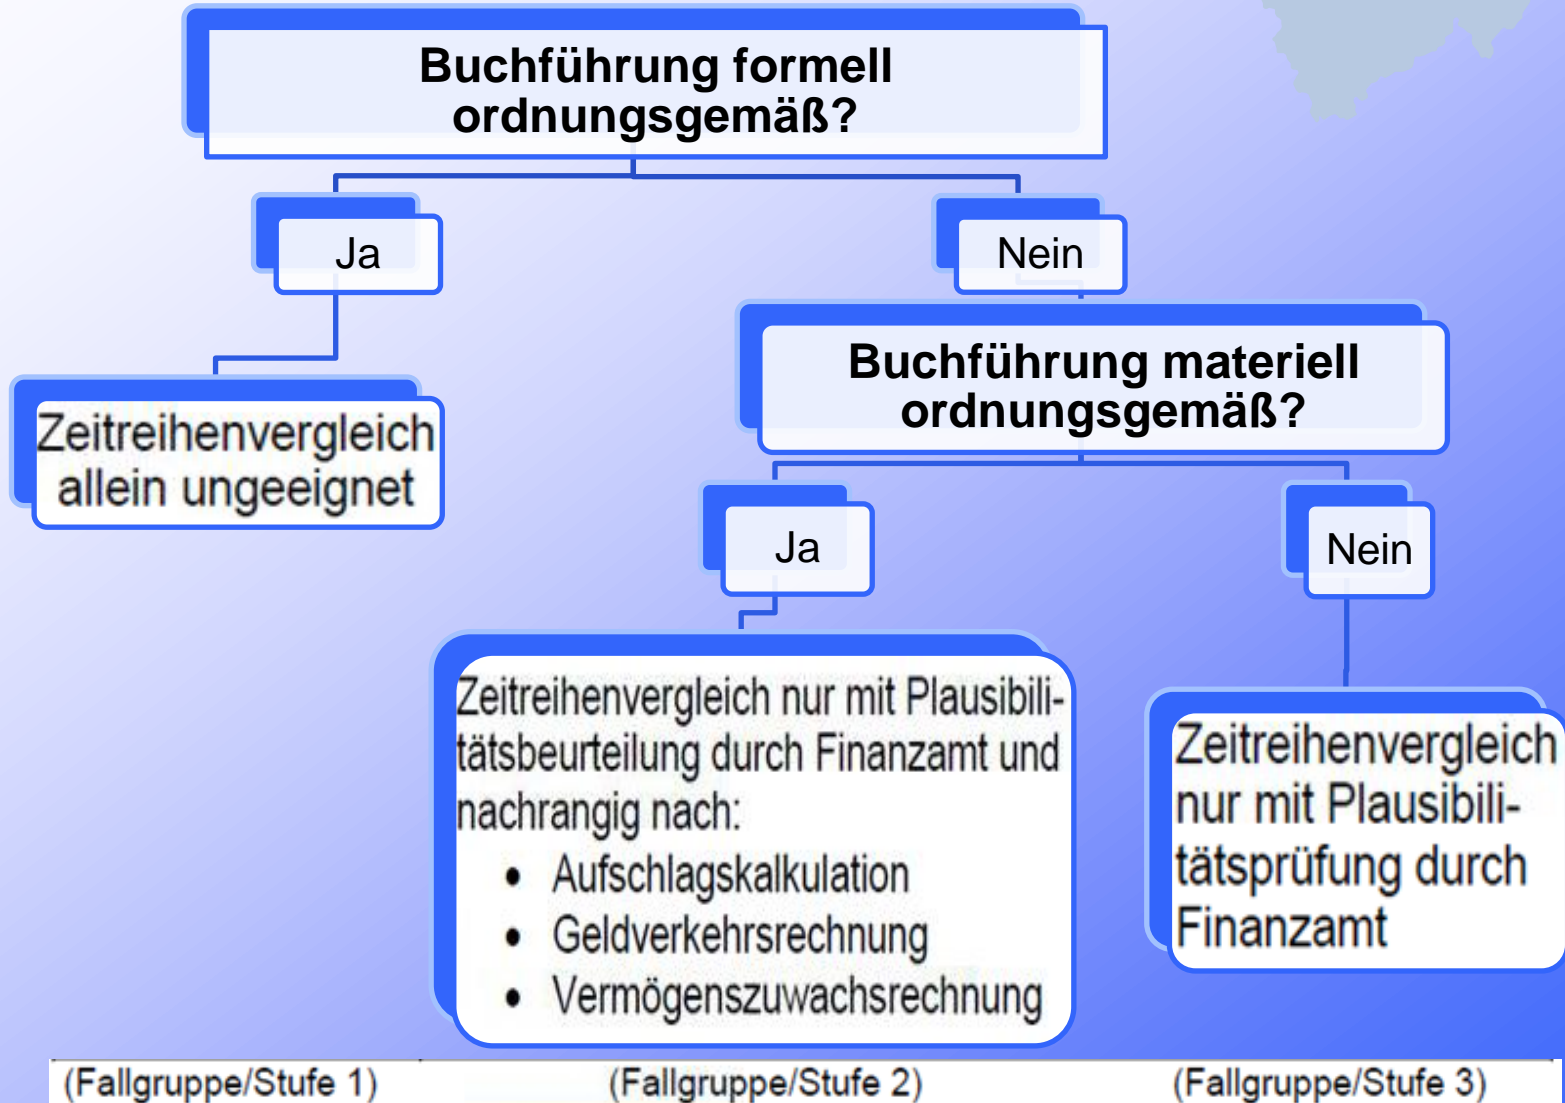 Buchführung formell
ordnungsgemäß?
Ja
Nein
Zeitreihenvergleich
allein ungeeignet
Buchführung materiell
ordnungsgemäß?
Ja
Nein
Zeitreihenvergleich nur mit Plausibili-
tätsbeurteilung durch Finanzamt und
nachrangig nach:
• Aufschlagskalkulation
• Geldverkehrsrechnung
• Vermögenszuwachsrechnung
Zeitreihenvergleich
nur mit Plausibili-
tätsprüfung durch
Finanzamt
(Fallgruppe/Stufe 1)
(Fallgruppe/Stufe 2)
(Fallgruppe/Stufe 3)